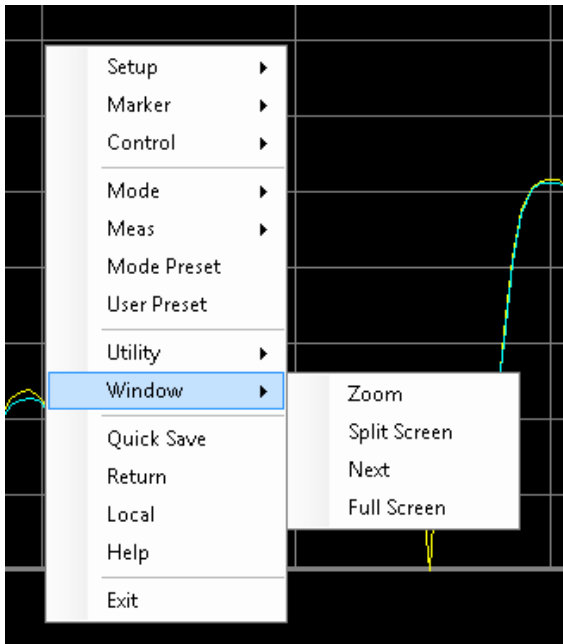 Setup
Marker
Control
Mode
Meas
Mode Preset
User Preset
Utility
Window
Zoom
Split Screen
Next
Full Screen
Quick Save
Return
Local
Help
Exit